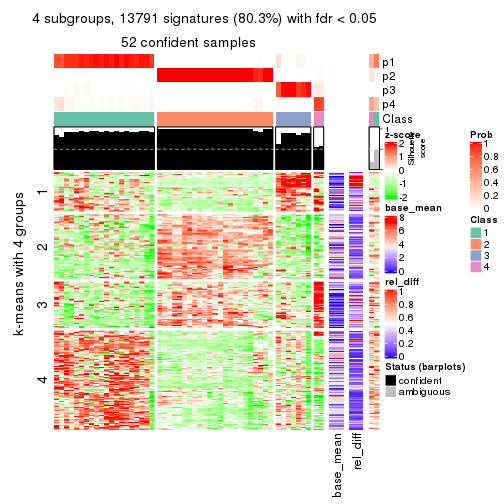 4 subgroups, 13791 signatures (80.3%) with fdr < 0.05
52 confident samples
p1
p2
p3
p4
Class
1
Silhouette
score
z-score
2
1
0
-1
-2
Prob
1
0.8
0.6
0.4
0.2
0
base_mean
8
6
4
2
0
Class
1
2
3
4
rel_diff
1
0.8
0.6
0.4
0.2
0
Status (barplots)
confident
ambiguous
k-means with 4 groups
1
2
3
4
base_mean
rel_diff